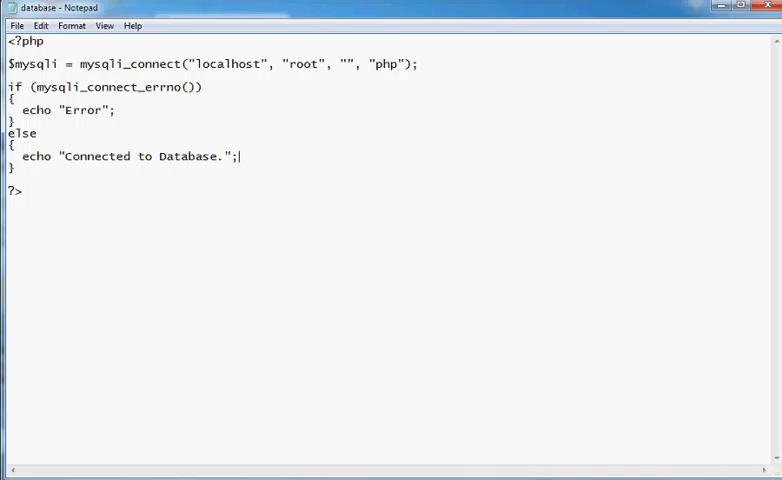 database - Notepad
File Edit Format View Help
<?php
$mysqli = mysqli_connect("localhost", "root", "", "php");
if (mysqli_connect_errno())
{
echo "Error";
}
else
{
echo "Connected to Database.";
}
?>